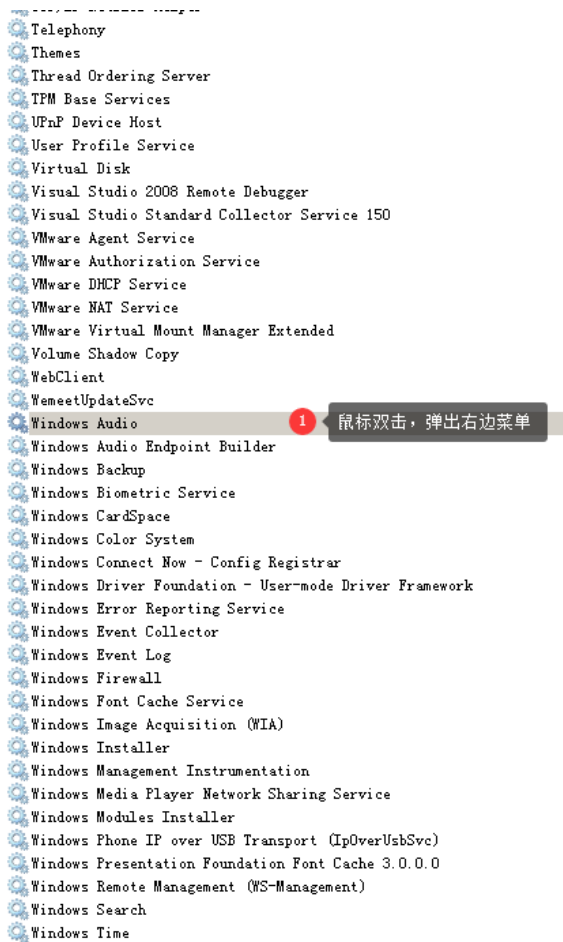 Telephony
Themes
Thread Ordering Server
TPM Base Services
UPnP Device Host
User Profile Service
Virtual Disk
Visual Studio 2008 Remote Debugger
Visual Studio Standard Collector Service 150
VMware Agent Service
VMware Authorization Service
VMware DHCP Service
VMware NAT Service
VMware Virtual Mount Manager Extended
Volume Shadow Copy
WebClient
WemeetUpdateSvc
Windows Audio 1 鼠标双击，弹出右边菜单
Windows Audio Endpoint Builder
Windows Backup
Windows Biometric Service
Windows CardSpace
Windows Color System
Windows Connect Now - Config Registrar
Windows Driver Foundation - User-mode Driver Framework
Windows Error Reporting Service
Windows Event Collector
Windows Event Log
Windows Firewall
Windows Font Cache Service
Windows Image Acquisition (WIA)
Windows Installer
Windows Management Instrumentation
Windows Media Player Network Sharing Service
Windows Modules Installer
Windows Phone IP over USB Transport (IpOverUsbSvc)
Windows Presentation Foundation Font Cache 3.0.0.0
Windows Remote Management (WS-Management)
Windows Search
Windows Time